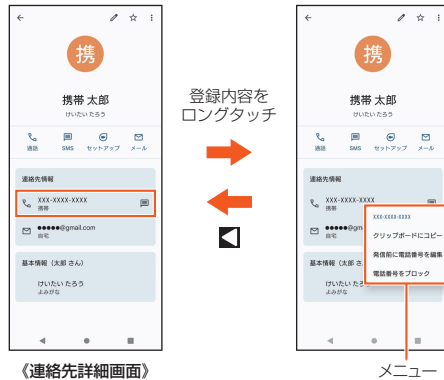 携
携帯 太郎
けいたい たろう
通話 SMS セットアップ メール
連絡先情報
XXX-XXXX-XXXX
携帯
●●●●●@gmail.com
自宅
基本情報（太郎 さん）
けいたい たろう
よみがな
《連絡先詳細画面》
登録内容を
ロングタッチ
携
携帯 太郎
けいたい たろう
通話 SMS セットアップ メール
連絡先情報
XXX-XXXX-XXXX
携帯
●●●●●@gm
自宅
基本情報（太郎 さ
けいたい たろ
よみがな
XXX-XXXX-XXXX
クリップボードにコピー
発信前に電話番号を編集
電話番号をブロック
メニュー